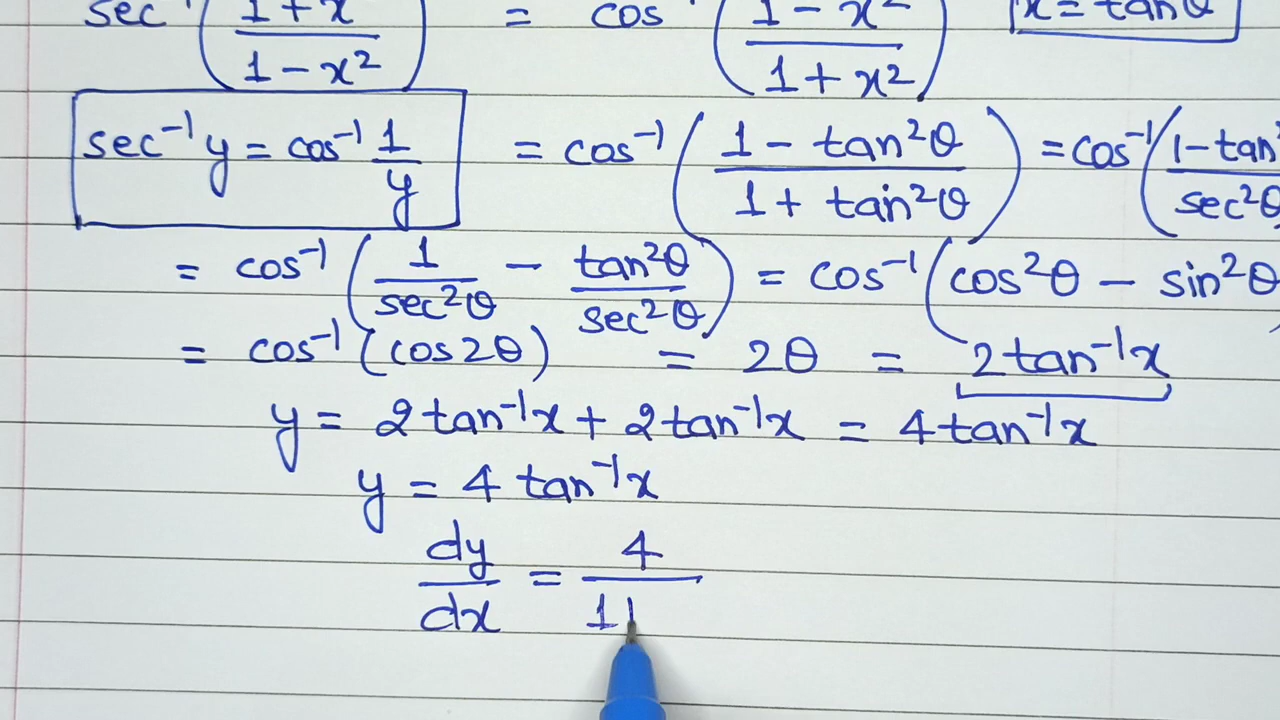 sec⁻¹(1+x²/1-x²) = cos⁻¹(1-x²/1+x²) x=tanθ
sec⁻¹y = cos⁻¹ 1/y = cos⁻¹(1-tan²θ/1+tan²θ) = cos⁻¹(1-tan²/sec²θ
= cos⁻¹(1/sec²θ - tan²θ/sec²θ) = cos⁻¹(cos²θ - sin²θ
= cos⁻¹(cos2θ) = 2θ = 2tan⁻¹x
y = 2tan⁻¹x + 2tan⁻¹x = 4tan⁻¹x
y = 4 tan⁻¹x
dy/dx = 4/1